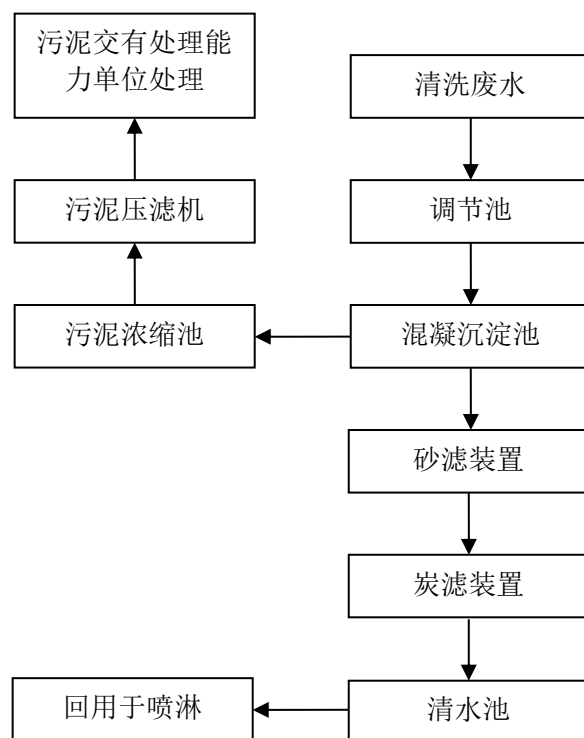 污泥交有处理能
力单位处理
清洗废水
污泥压滤机
调节池
污泥浓缩池
混凝沉淀池
砂滤装置
炭滤装置
回用于喷淋
清水池